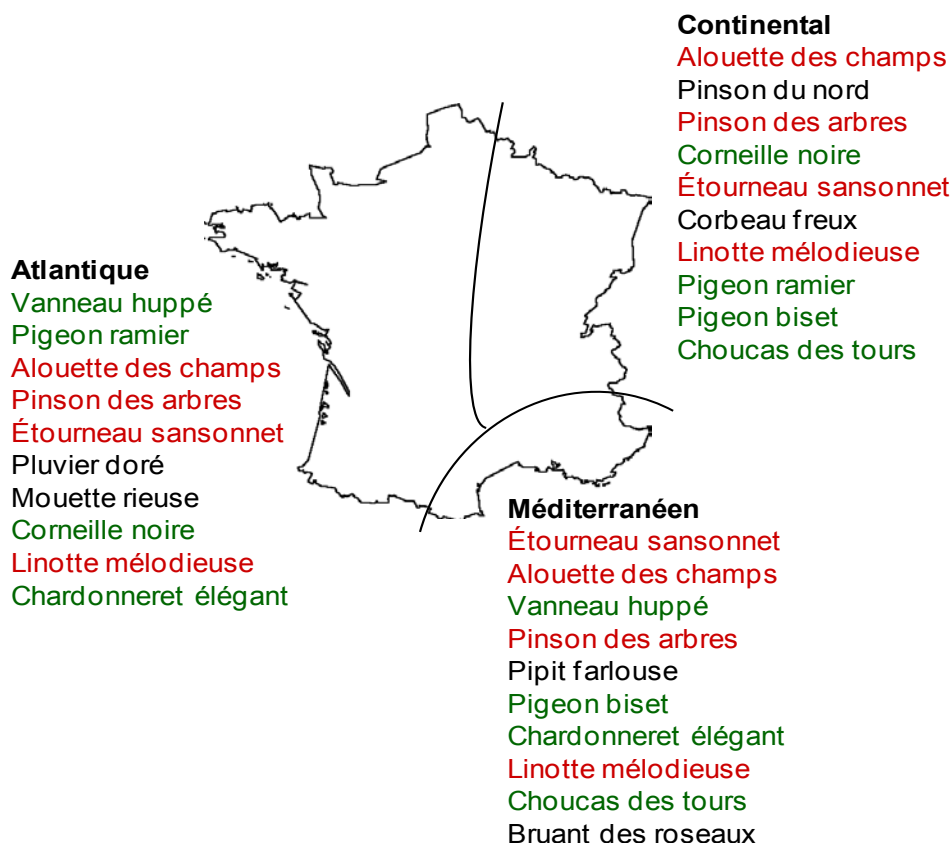 Continental
Alouette des champs
Pinson du nord
Pinson des arbres
Corneille noire
Étourneau sansonnet
Corbeau freux
Linotte mélodieuse
Pigeon ramier
Pigeon biset
Choucas des tours
Atlantique
Vanneau huppé
Pigeon ramier
Alouette des champs
Pinson des arbres
Étourneau sansonnet
Pluvier doré
Mouette rieuse
Corneille noire
Linotte mélodieuse
Chardonneret élégant
Méditerranéen
Étourneau sansonnet
Alouette des champs
Vanneau huppé
Pinson des arbres
Pipit farlouse
Pigeon biset
Chardonneret élégant
Linotte mélodieuse
Choucas des tours
Bruant des roseaux